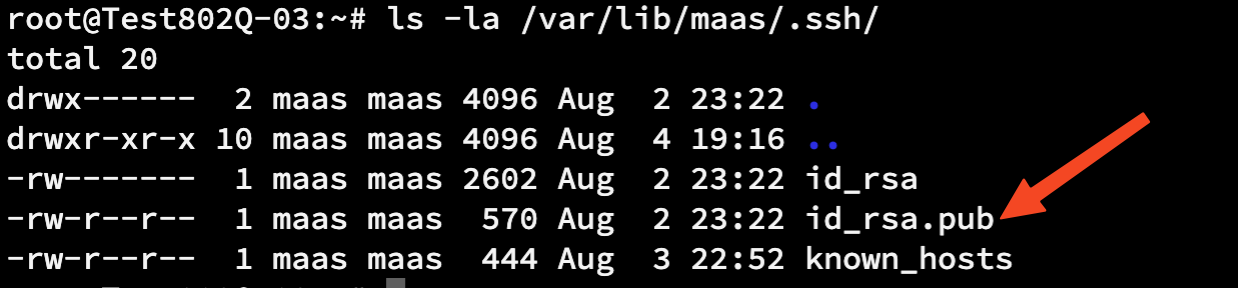 root@Test802Q-03:~# ls -la /var/lib/maas/.ssh/
total 20
drwx------  2 maas maas 4096 Aug  2 23:22 .
drwxr-xr-x 10 maas maas 4096 Aug  4 19:16 ..
-rw-------  1 maas maas 2602 Aug  2 23:22 id_rsa
-rw-r--r--  1 maas maas  570 Aug  2 23:22 id_rsa.pub
-rw-r--r--  1 maas maas  444 Aug  3 22:52 known_hosts